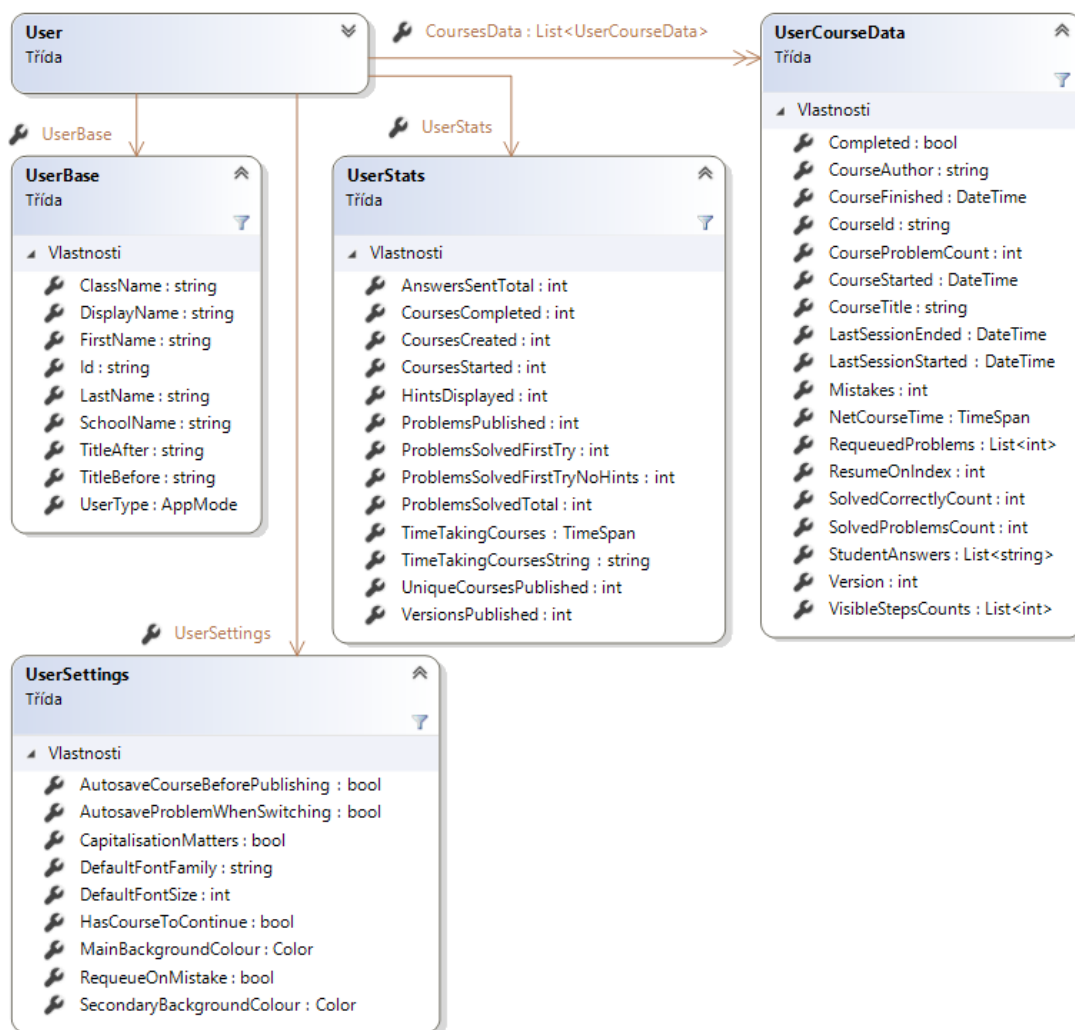 User
Třída
CoursesData : List<UserCourseData>
UserBase
UserStats
UserCourseData
Třída
Vlastnosti
Completed : bool
CourseAuthor : string
CourseFinished : DateTime
CourseId : string
CourseProblemCount : int
CourseStarted : DateTime
CourseTitle : string
LastSessionEnded : DateTime
LastSessionStarted : DateTime
Mistakes : int
NetCourseTime : TimeSpan
RequeuedProblems : List<int>
ResumeOnIndex : int
SolvedCorrectlyCount : int
SolvedProblemsCount : int
StudentAnswers : List<string>
Version : int
VisibleStepsCounts : List<int>
UserBase
Třída
Vlastnosti
ClassName : string
DisplayName : string
FirstName : string
Id : string
LastName : string
SchoolName : string
TitleAfter : string
TitleBefore : string
UserType : AppMode
UserStats
Třída
Vlastnosti
AnswersSentTotal : int
CoursesCompleted : int
CoursesCreated : int
CoursesStarted : int
HintsDisplayed : int
ProblemsPublished : int
ProblemsSolvedFirstTry : int
ProblemsSolvedFirstTryNoHints : int
ProblemsSolvedTotal : int
TimeTakingCourses : TimeSpan
TimeTakingCoursesString : string
UniqueCoursesPublished : int
VersionsPublished : int
UserSettings
UserSettings
Třída
Vlastnosti
AutosaveCourseBeforePublishing : bool
AutosaveProblemWhenSwitching : bool
CapitalisationMatters : bool
DefaultFontFamily : string
DefaultFontSize : int
HasCourseToContinue : bool
MainBackgroundColour : Color
RequeueOnMistake : bool
SecondaryBackgroundColour : Color